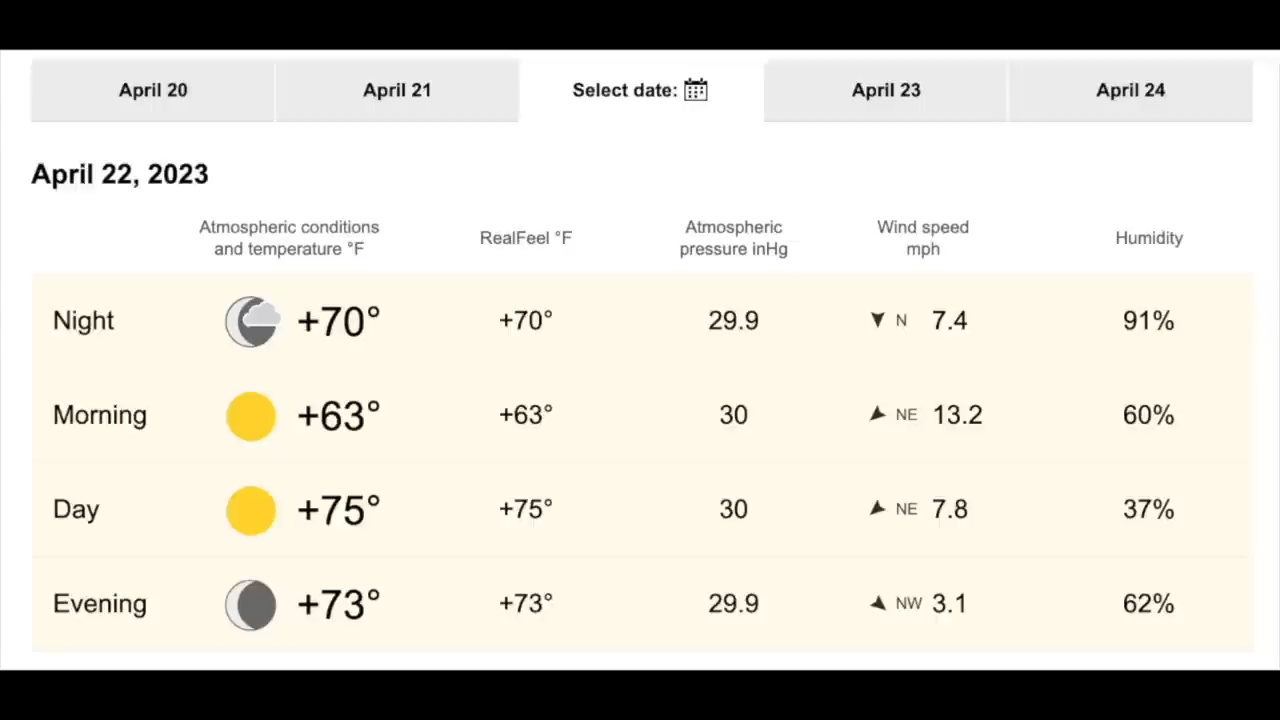 April 20 April 21 Select date: April 23 April 24
April 22, 2023
Atmospheric conditions and temperature °F RealFeel °F Atmospheric pressure inHg Wind speed mph Humidity
Night +70° +70° 29.9 N 7.4 91%
Morning +63° +63° 30 NE 13.2 60%
Day +75° +75° 30 NE 7.8 37%
Evening +73° +73° 29.9 NW 3.1 62%